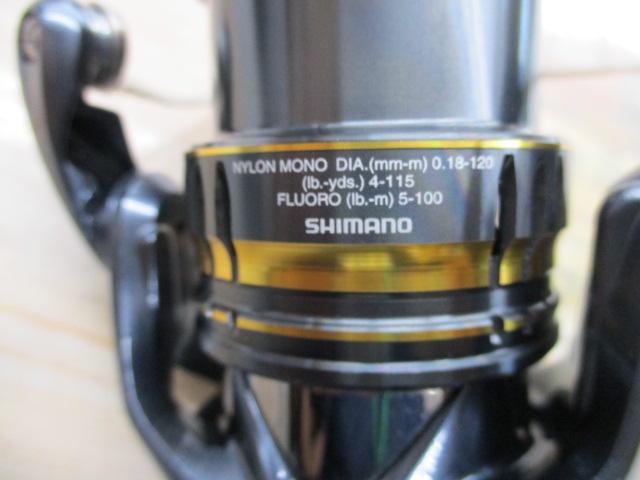 NYLON MONO DIA.(mm-m) 0.18-120
(lb.-yds.) 4-115
FLUORO (lb.-m) 5-100
SHIMANO